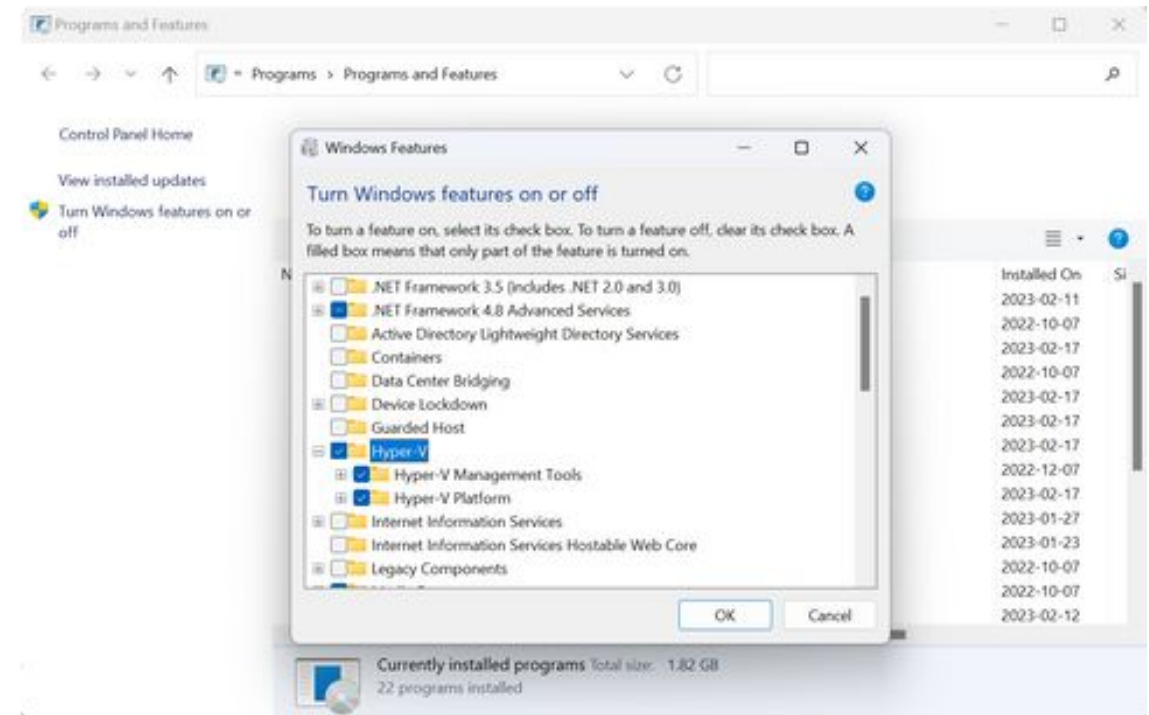 Programs and Features
Programs > Programs and Features
Control Panel Home
View installed updates
Turn Windows features on or
off
Windows Features
Turn Windows features on or off
To turn a feature on, select its check box. To turn a feature off, clear its check box. A
filled box means that only part of the feature is turned on.
.NET Framework 3.5 (includes .NET 2.0 and 3.0)
.NET Framework 4.8 Advanced Services
Active Directory Lightweight Directory Services
Containers
Data Center Bridging
Device Lockdown
Guarded Host
Hyper-V
Hyper-V Management Tools
Hyper-V Platform
Internet Information Services
Internet Information Services Hostable Web Core
Legacy Components
OK Cancel
Installed On
2023-02-11
2022-10-07
2023-02-17
2022-10-07
2023-02-17
2023-02-17
2023-02-17
2022-12-07
2023-02-17
2023-01-27
2023-01-23
2022-10-07
2022-10-07
2023-02-12
Currently installed programs Total size: 1.82 GB
22 programs installed